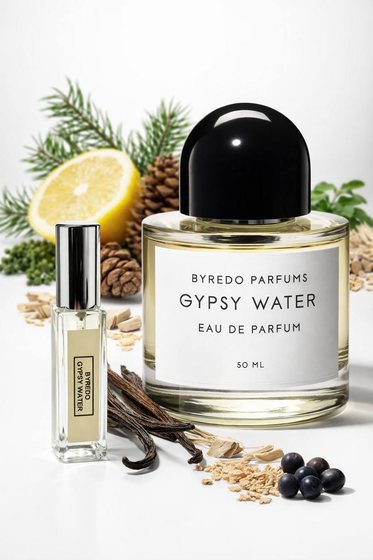 BYREDO PARFUMS
GYPSY WATER
EAU DE PARFUM
50 ML
BYREDO
GYPSY WATER